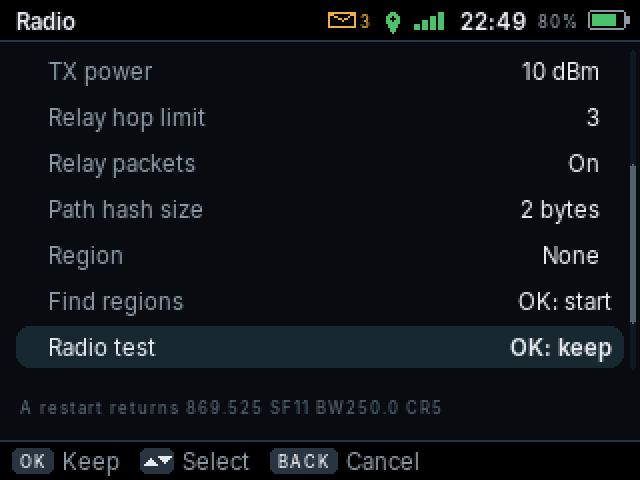 Radio 3 22:49 80%
TX power 10 dBm
Relay hop limit 3
Relay packets On
Path hash size 2 bytes
Region None
Find regions OK: start
Radio test OK: keep
A restart returns 869.525 SF11 BW250.0 CR5
OK Keep Select BACK Cancel